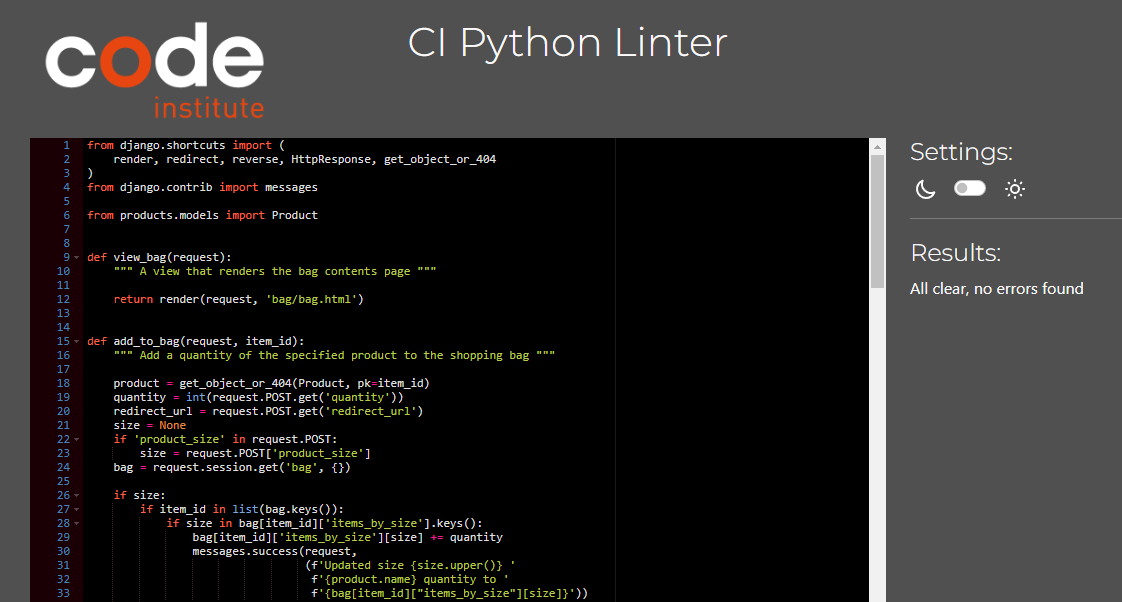 code
institute
CI Python Linter
1 from django.shortcuts import (
2     render, redirect, reverse, HttpResponse, get_object_or_404
3 )
4 from django.contrib import messages
5
6 from products.models import Product
7
8
9 def view_bag(request):
10     """ A view that renders the bag contents page """
11
12     return render(request, 'bag/bag.html')
13
14
15 def add_to_bag(request, item_id):
16     """ Add a quantity of the specified product to the shopping bag """
17
18     product = get_object_or_404(Product, pk=item_id)
19     quantity = int(request.POST.get('quantity'))
20     redirect_url = request.POST.get('redirect_url')
21     size = None
22     if 'product_size' in request.POST:
23         size = request.POST['product_size']
24     bag = request.session.get('bag', {})
25
26     if size:
27         if item_id in list(bag.keys()):
28             if size in bag[item_id]['items_by_size'].keys():
29                 bag[item_id]['items_by_size'][size] += quantity
30                 messages.success(request,
31                                  (f'Updated size {size.upper()} '
32                                   f'{product.name} quantity to '
33                                   f'{bag[item_id]["items_by_size"][size]}'))
Settings:
Results:
All clear, no errors found